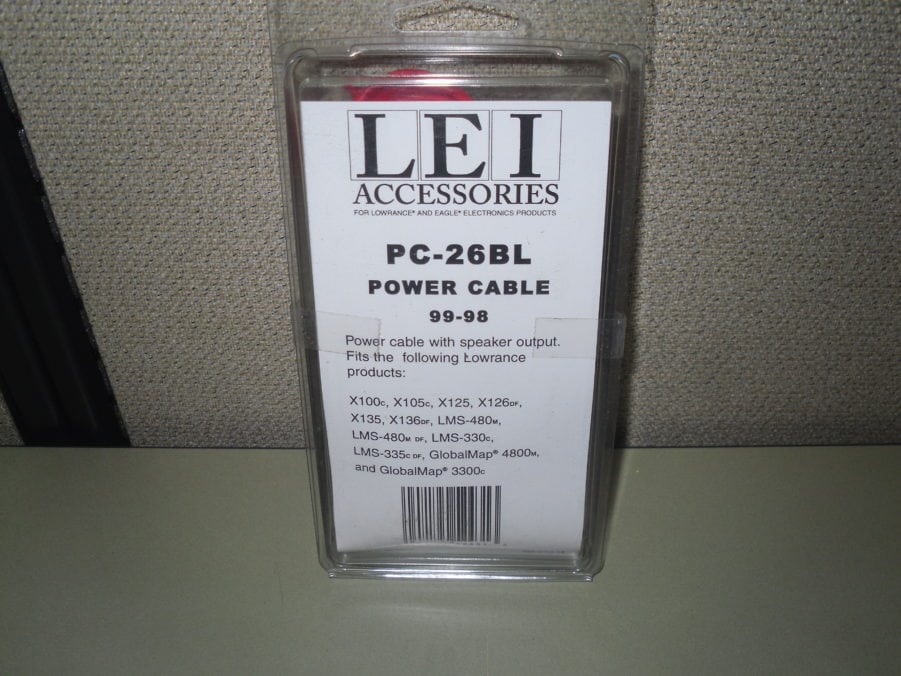 LEI
ACCESSORIES
FOR LOWRANCE® AND EAGLE® ELECTRONICS PRODUCTS
PC-26BL
POWER CABLE
99-98
Power cable with speaker output.
Fits the following Lowrance
products:
X100C, X105C, X125, X126DF,
X135, X136DF, LMS-480M,
LMS-480M DF, LMS-330C,
LMS-335C DF, GlobalMap® 4800M,
and GlobalMap® 3300C